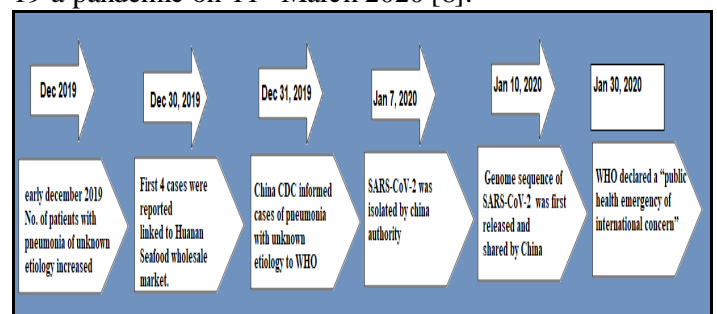 19 a pandemic on 11th March 2020 [8].
Dec 2019
Dec 30, 2019
Dec 31, 2019
Jan 7, 2020
Jan 10, 2020
Jan 30, 2020
early december 2019
No. of patients with
pneumonia of unknown
etiology increased
First 4 cases were
reported
linked to Huanan
Seafood wholesale
market.
China CDC informed
cases of pneumonia
with unknown
etiology to WHO
SARS-CoV-2 was
isolated by china
authority
Genome sequence of
SARS-CoV-2 was first
released and
shared by China
WHO declared a “public
health emergency of
international concern”